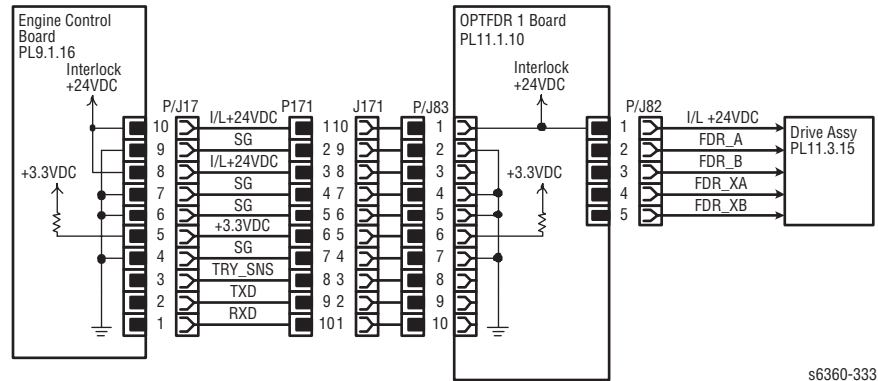 Engine Control
Board
PL9.1.16
Interlock
+24VDC
+3.3VDC
P/J17
P171
J171
P/J83
10 I/L+24VDC 1 10 1
9 SG 2 9 2
8 I/L+24VDC 3 8 3
7 SG 4 7 4
6 SG 5 6 5
5 +3.3VDC 6 5 6
4 SG 7 4 7
3 TRY_SNS 8 3 8
2 TXD 9 2 9
1 RXD 10 1 10
OPTFDR 1 Board
PL11.1.10
Interlock
+24VDC
+3.3VDC
P/J82
1 I/L +24VDC
2 FDR_A
3 FDR_B
4 FDR_XA
5 FDR_XB
Drive Assy
PL11.3.15
s6360-333